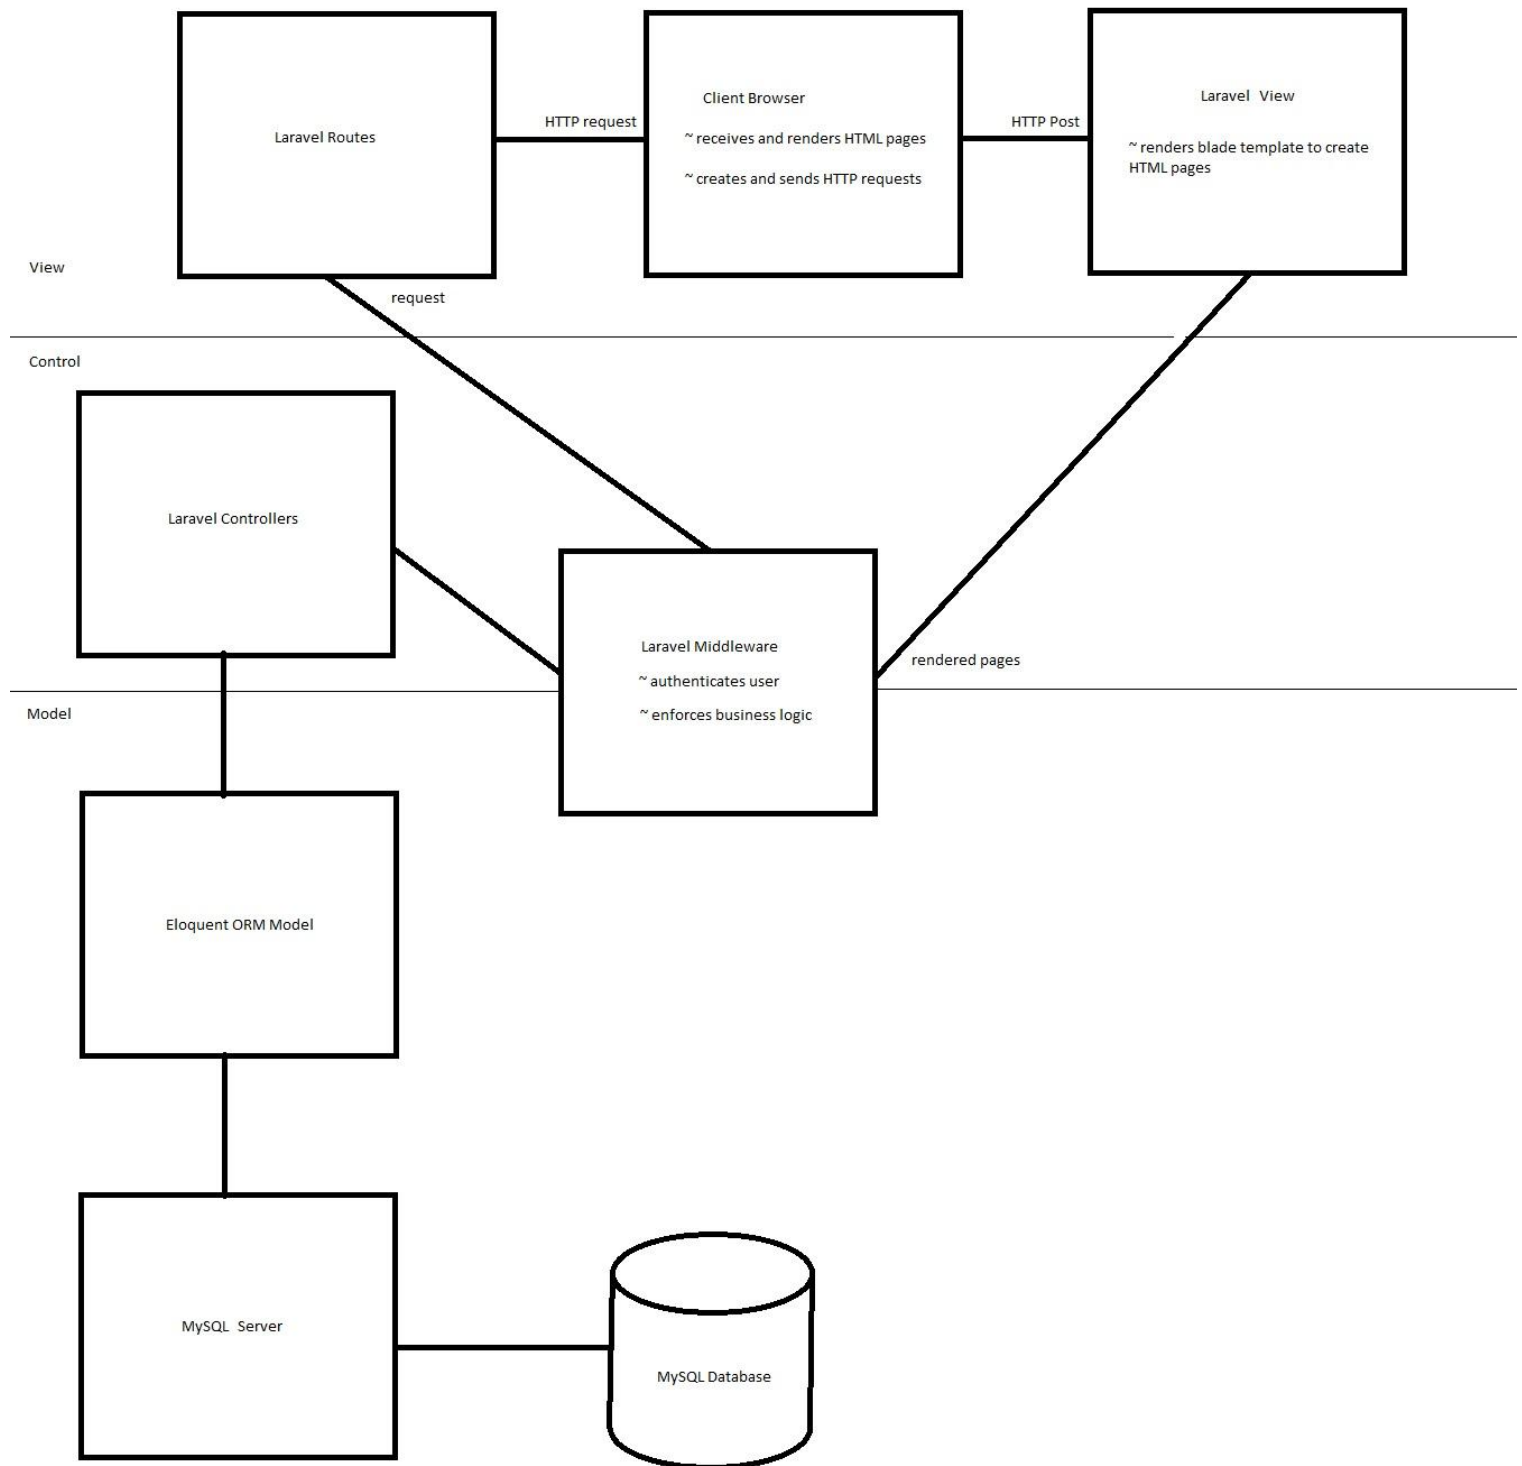 Laravel Routes
HTTP request
Client Browser
~ receives and renders HTML pages
~ creates and sends HTTP requests
HTTP Post
Laravel View
~ renders blade template to create
HTML pages
View
request
Control
Laravel Controllers
Laravel Middleware
~ authenticates user
~ enforces business logic
rendered pages
Model
Eloquent ORM Model
MySQL Server
MySQL Database